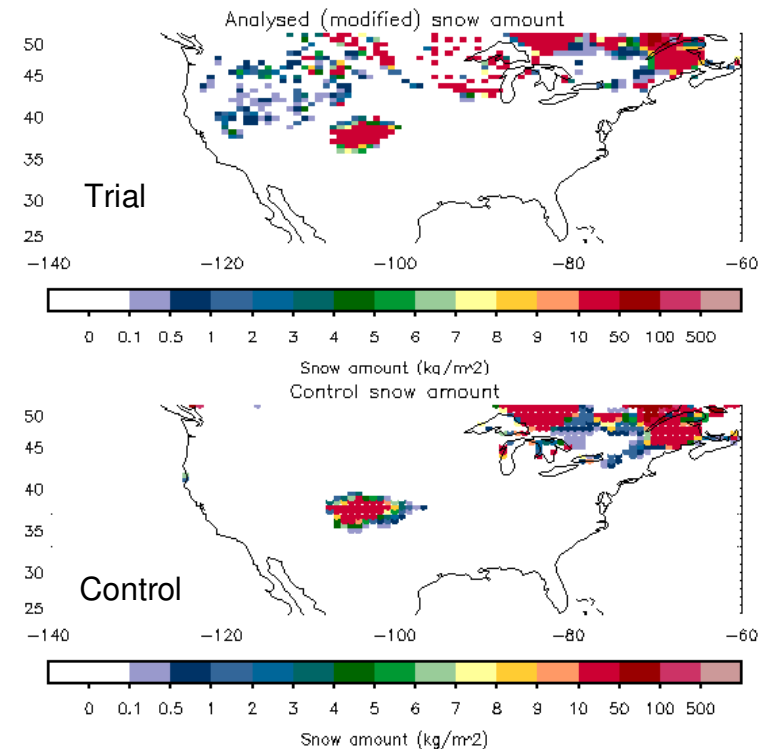 Analysed (modified) snow amount
50
45
40
35
30
25
Trial
−140 −120 −100 −80 −60
0 0.1 0.5 1 2 3 4 5 6 7 8 9 10 50 100 500
Snow amount (kg/m^2)
Control snow amount
50
45
40
35
30
25
Control
−140 −120 −100 −80 −60
0 0.1 0.5 1 2 3 4 5 6 7 8 9 10 50 100 500
Snow amount (kg/m^2)